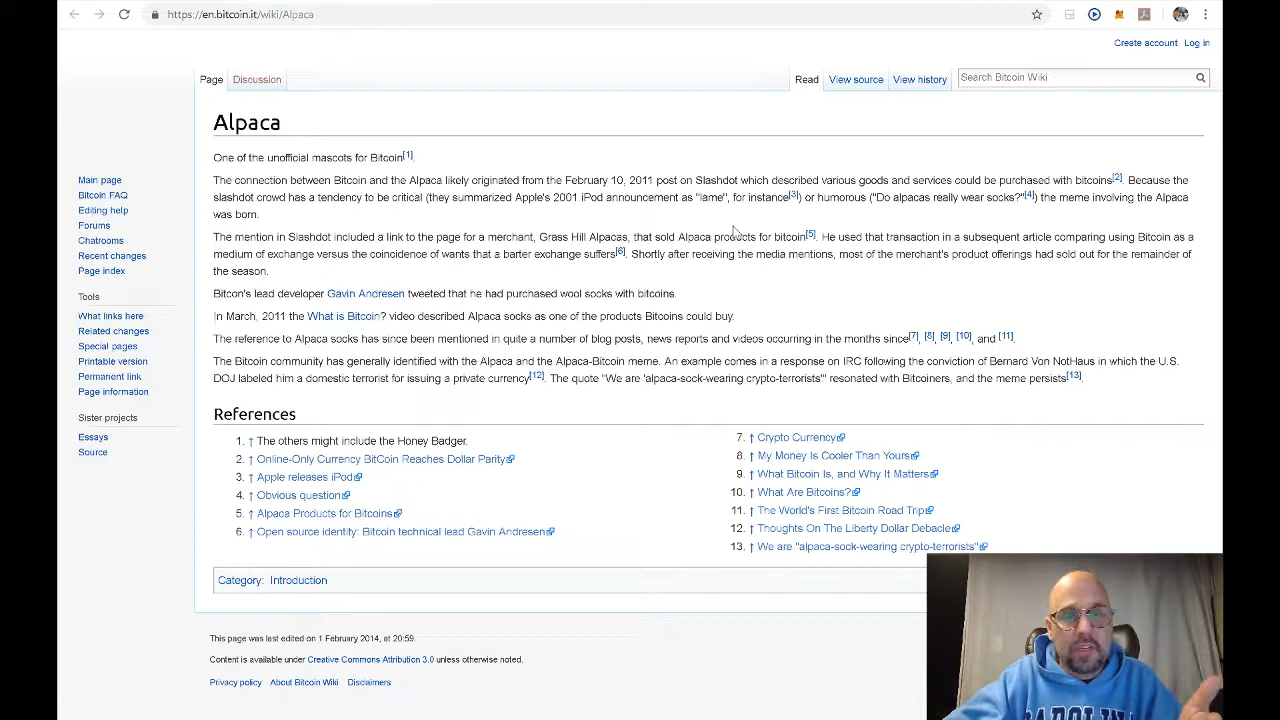 https://en.bitcoin.it/wiki/Alpaca
Create account Log in
Page Discussion Read View source View history Search Bitcoin Wiki
Alpaca
One of the unofficial mascots for Bitcoin[1].
The connection between Bitcoin and the Alpaca likely originated from the February 10, 2011 post on Slashdot which described various goods and services could be purchased with bitcoins[2]. Because the
slashdot crowd has a tendency to be critical (they summarized Apple's 2001 iPod announcement as "lame", for instance[3]) or humorous ("Do alpacas really wear socks?"[4]) the meme involving the Alpaca
was born.
The mention in Slashdot included a link to the page for a merchant, Grass Hill Alpacas, that sold Alpaca products for bitcoin[5]. He used that transaction in a subsequent article comparing using Bitcoin as a
medium of exchange versus the coincidence of wants that a barter exchange suffers[6]. Shortly after receiving the media mentions, most of the merchant's product offerings had sold out for the remainder of
the season.
Bitcon's lead developer Gavin Andresen tweeted that he had purchased wool socks with bitcoins.
In March, 2011 the What is Bitcoin? video described Alpaca socks as one of the products Bitcoins could buy.
The reference to Alpaca socks has since been mentioned in quite a number of blog posts, news reports and videos occurring in the months since[7], [8], [9], [10], and [11].
The Bitcoin community has generally identified with the Alpaca and the Alpaca-Bitcoin meme. An example comes in a response on IRC following the conviction of Bernard Von NotHaus in which the U.S.
DOJ labeled him a domestic terrorist for issuing a private currency[12]. The quote "We are 'alpaca-sock-wearing crypto-terrorists'" resonated with Bitcoiners, and the meme persists[13].
References
1. ↑ The others might include the Honey Badger.
2. ↑ Online-Only Currency BitCoin Reaches Dollar Parity
3. ↑ Apple releases iPod
4. ↑ Obvious question
5. ↑ Alpaca Products for Bitcoins
6. ↑ Open source identity: Bitcoin technical lead Gavin Andresen
7. ↑ Crypto Currency
8. ↑ My Money Is Cooler Than Yours
9. ↑ What Bitcoin Is, and Why It Matters
10. ↑ What Are Bitcoins?
11. ↑ The World's First Bitcoin Road Trip
12. ↑ Thoughts On The Liberty Dollar Debacle
13. ↑ We are "alpaca-sock-wearing crypto-terrorists"
Category: Introduction
This page was last edited on 1 February 2014, at 20:59.
Content is available under Creative Commons Attribution 3.0 unless otherwise noted.
Privacy policy About Bitcoin Wiki Disclaimers
Main page
Bitcoin FAQ
Editing help
Forums
Chatrooms
Recent changes
Page index
Tools
What links here
Related changes
Special pages
Printable version
Permanent link
Page information
Sister projects
Essays
Source
CAROLINA